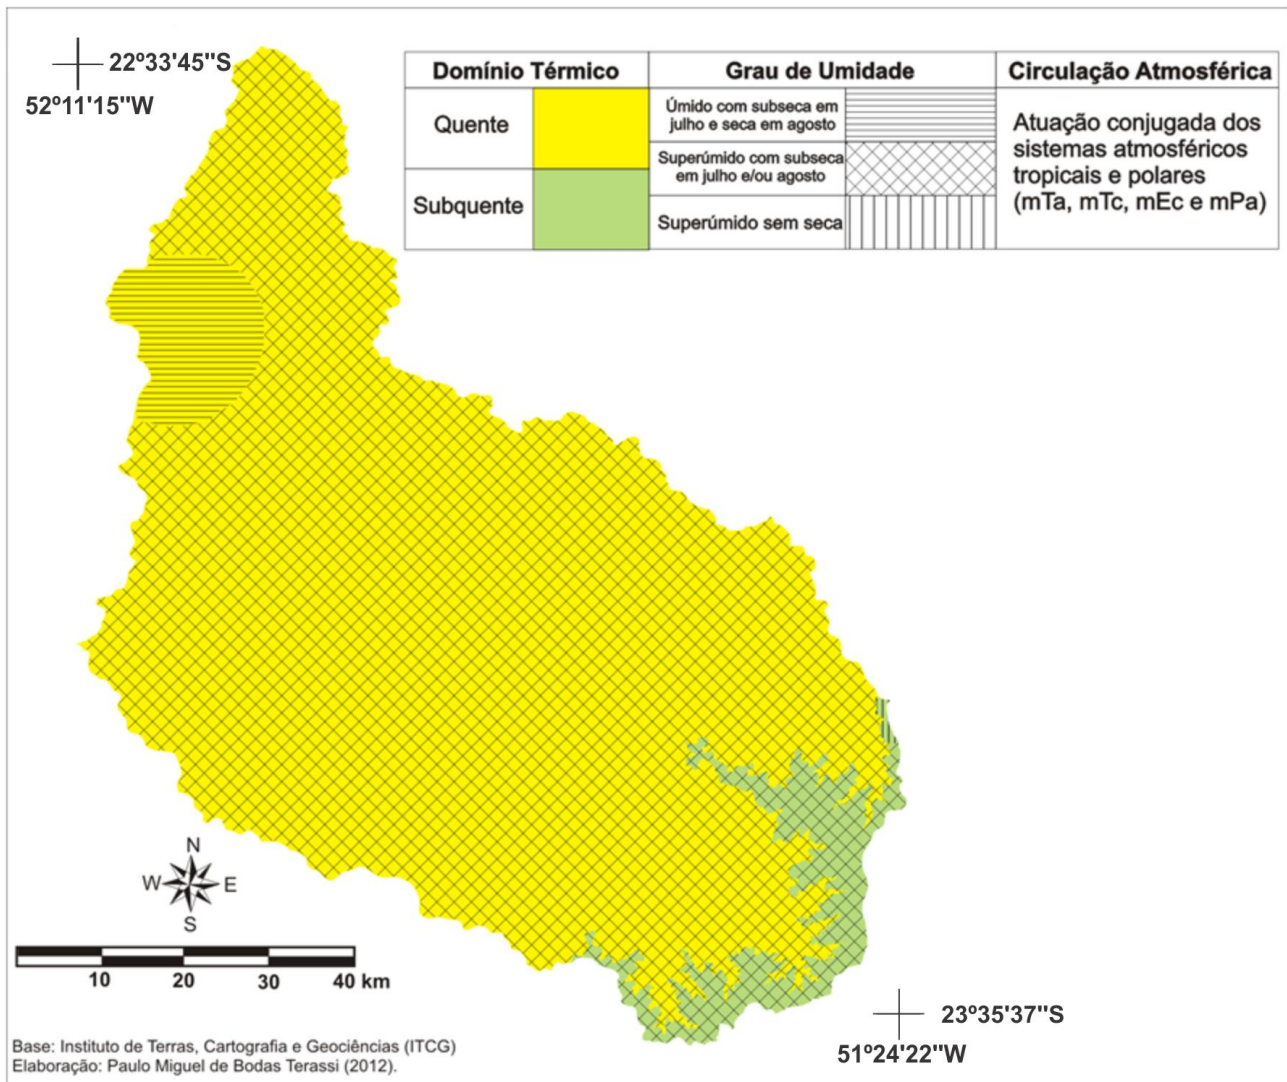 22º33'45"S
52º11'15"W
Domínio Térmico
Grau de Umidade
Circulação Atmosférica
Quente
Subquente
Úmido com subseca em
julho e seca em agosto
Superúmido com subseca
em julho e/ou agosto
Superúmido sem seca
Atuação conjugada dos
sistemas atmosféricos
tropicais e polares
(mTa, mTc, mEc e mPa)
N
W E
S
10 20 30 40 km
23º35'37"S
51º24'22"W
Base: Instituto de Terras, Cartografia e Geociências (ITCG)
Elaboração: Paulo Miguel de Bodas Terassi (2012).